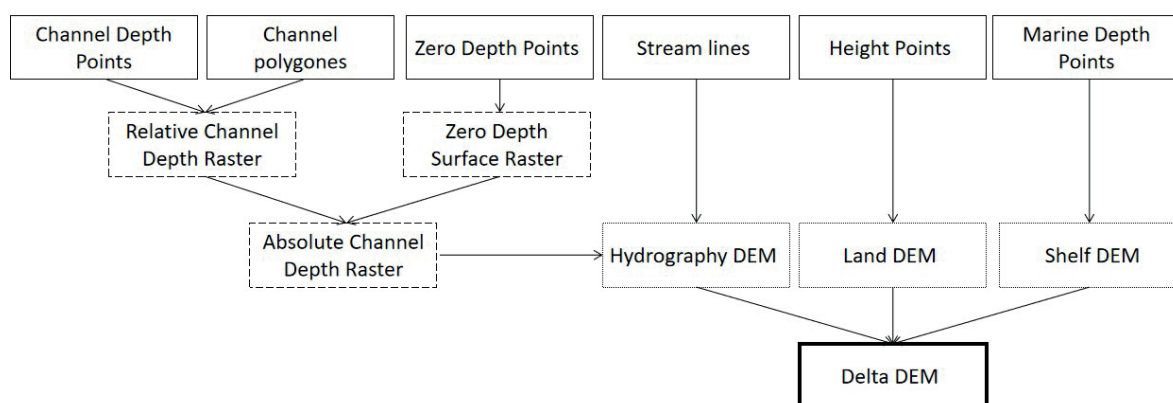 Channel Depth
Points
Channel
polygones
Zero Depth Points
Stream lines
Height Points
Marine Depth
Points
Relative Channel
Depth Raster
Zero Depth
Surface Raster
Absolute Channel
Depth Raster
Hydrography DEM
Land DEM
Shelf DEM
Delta DEM